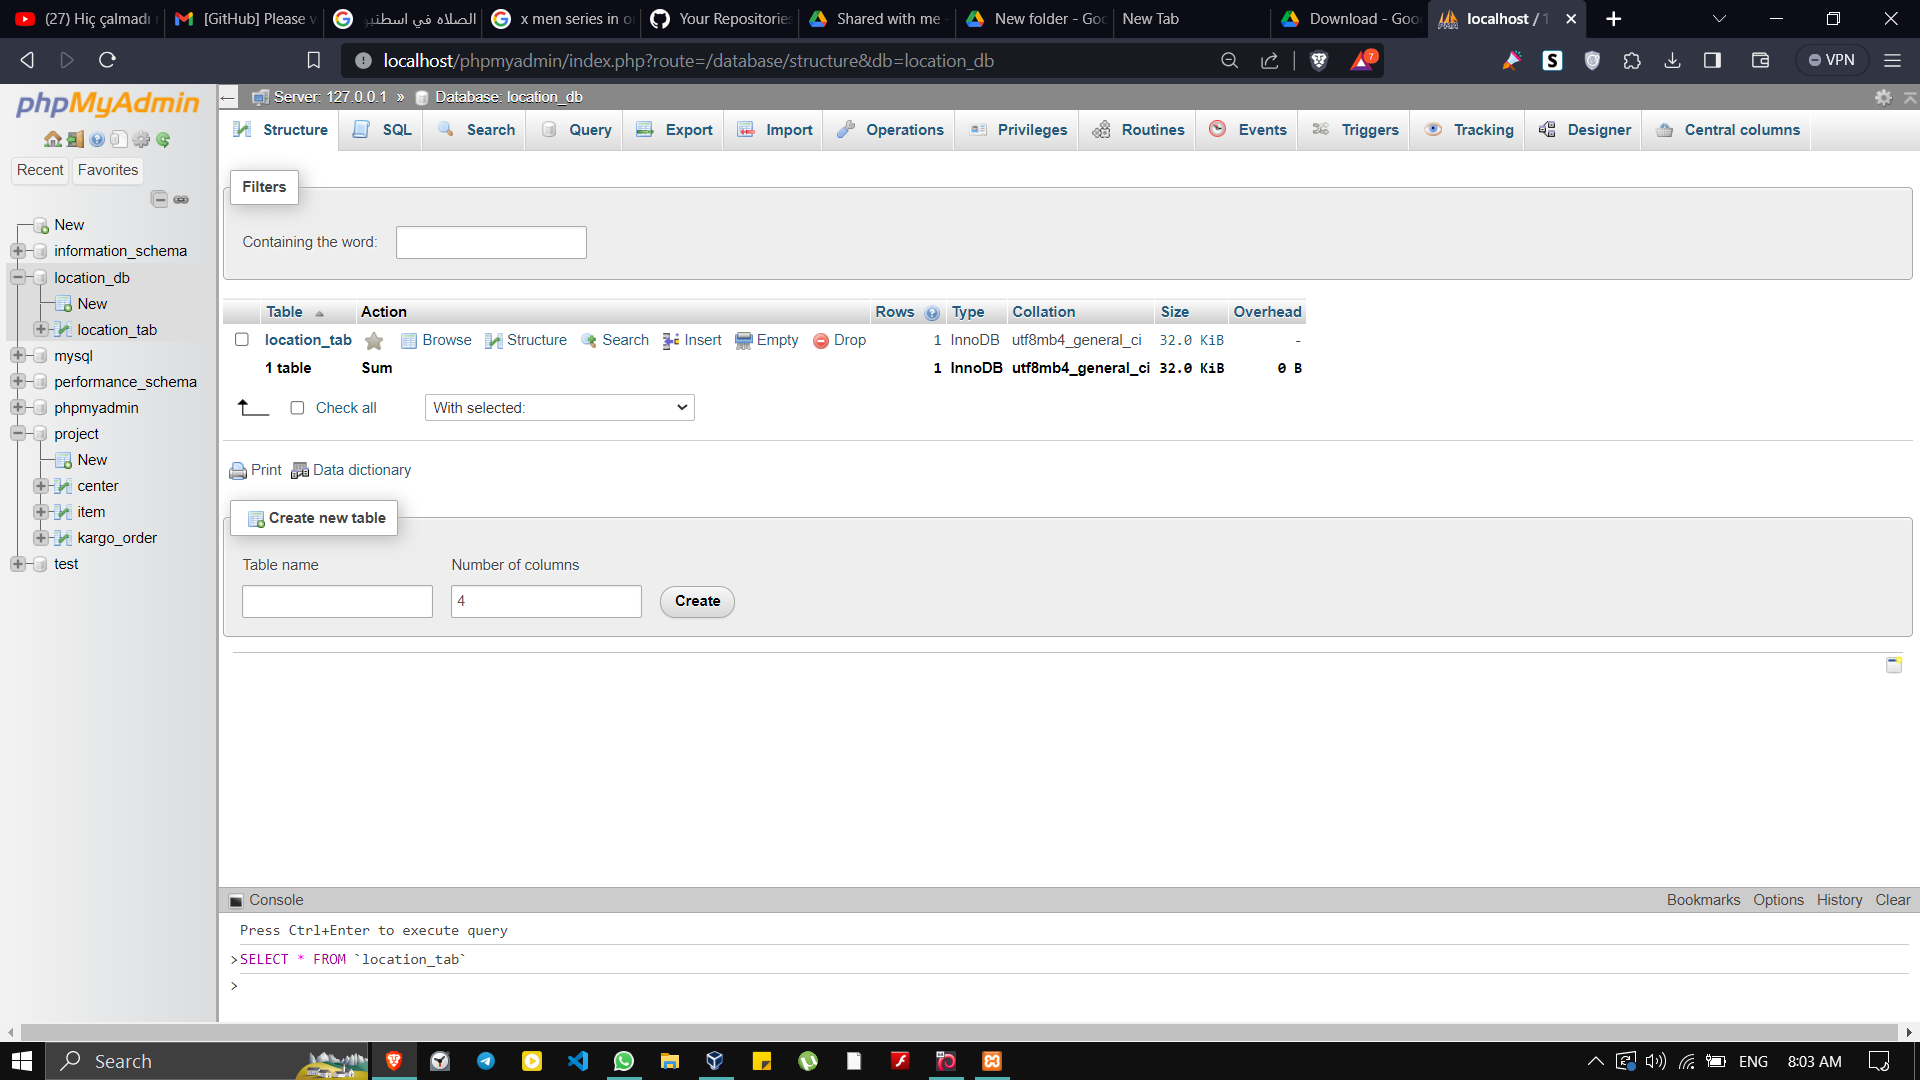 (27) Hiç çalmadı
[GitHub] Please v
الصلاه في اسطنبو
x men series in o
Your Repositories
Shared with me -
New folder - Goo
New Tab
Download - Goo
localhost / 1
localhost/phpmyadmin/index.php?route=/database/structure&db=location_db
7
S
VPN
phpMyAdmin
Recent Favorites
New
information_schema
location_db
New
location_tab
mysql
performance_schema
phpmyadmin
project
New
center
item
kargo_order
test
Server: 127.0.0.1 » Database: location_db
Structure SQL Search Query Export Import Operations Privileges Routines Events Triggers Tracking Designer Central columns
Filters
Containing the word:
Table Action Rows Type Collation Size Overhead
location_tab Browse Structure Search Insert Empty Drop 1 InnoDB utf8mb4_general_ci 32.0 KiB -
1 table Sum 1 InnoDB utf8mb4_general_ci 32.0 KiB 0 B
Check all With selected:
Print Data dictionary
Create new table
Table name Number of columns
4 Create
Console Bookmarks Options History Clear
Press Ctrl+Enter to execute query
>SELECT * FROM `location_tab`
>
Search ENG 8:03 AM